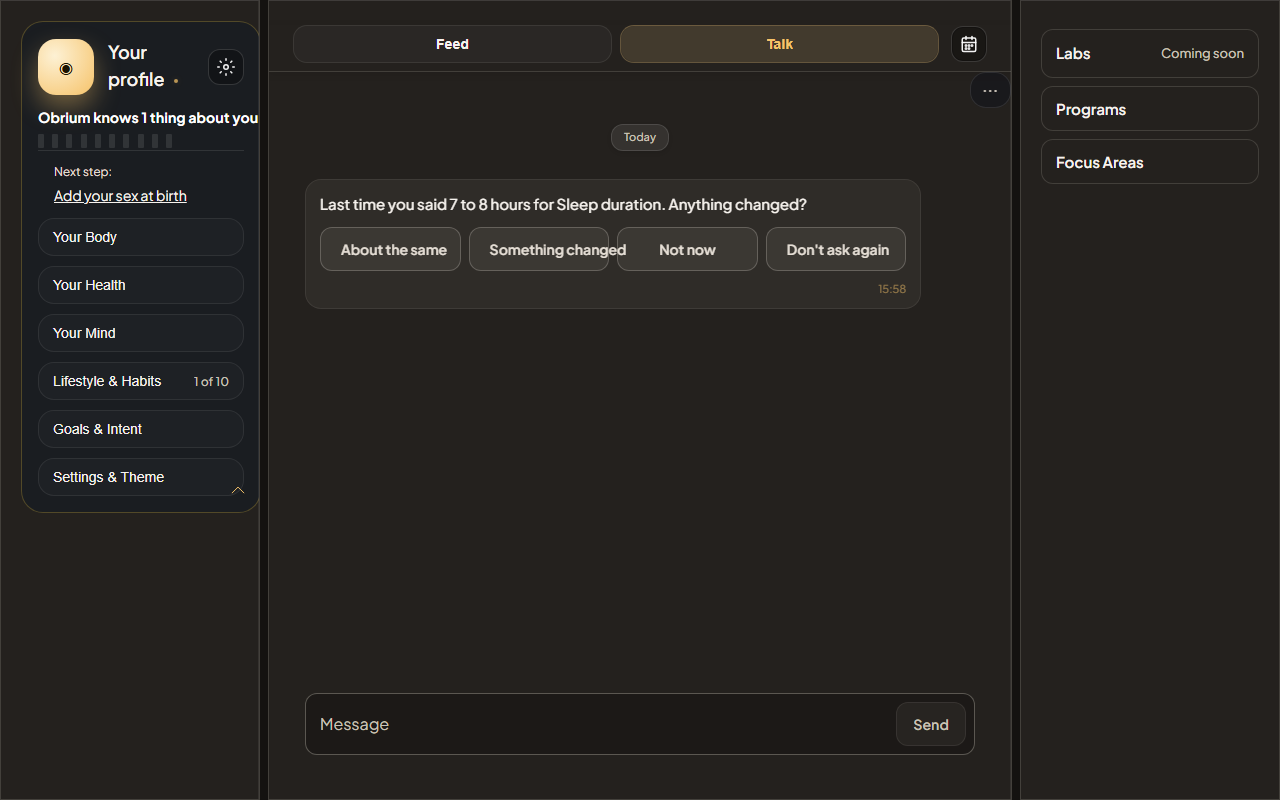 Your
profile
Obrium knows 1 thing about you
Next step:
Add your sex at birth
Your Body
Your Health
Your Mind
Lifestyle & Habits 1 of 10
Goals & Intent
Settings & Theme
Feed Talk
Today
Last time you said 7 to 8 hours for Sleep duration. Anything changed?
About the same Something changed Not now Don't ask again
15:58
Message Send
Labs Coming soon
Programs
Focus Areas